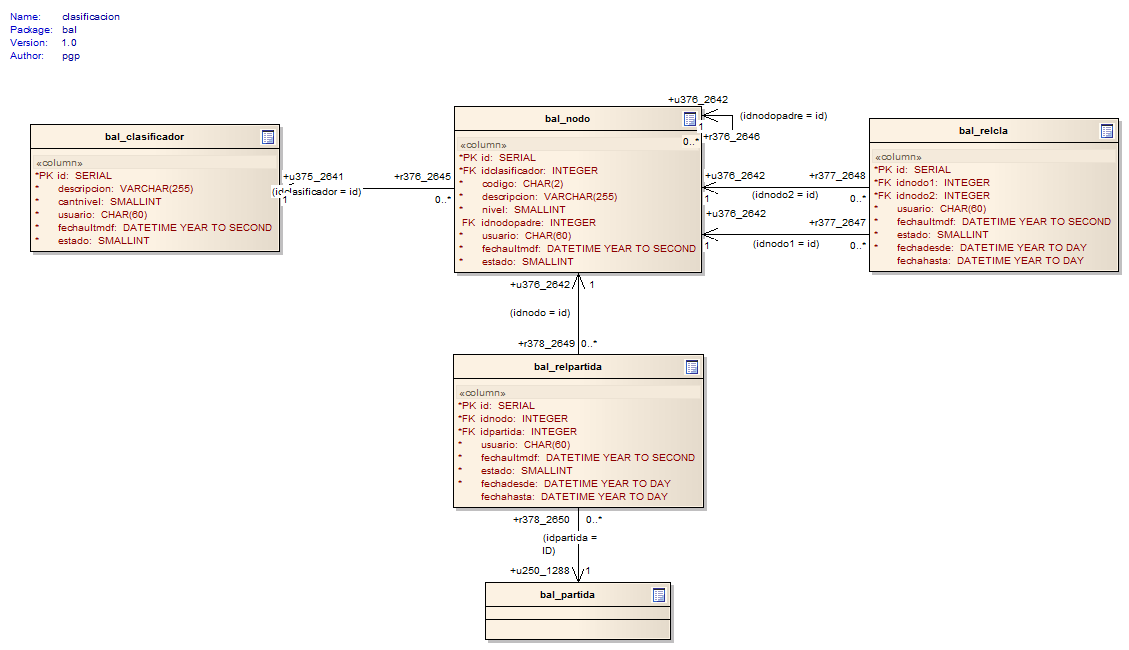 Name: clasificacion
Package: bal
Version: 1.0
Author: pgp
bal_clasificador
«column»
*PK id: SERIAL
* descripcion: VARCHAR(255)
* cantnivel: SMALLINT
* usuario: CHAR(60)
* fechaultmdf: DATETIME YEAR TO SECOND
* estado: SMALLINT
+u375_2641
(idclasificador = id)
1
+r376_2645
0..*
bal_nodo
«column»
*PK id: SERIAL
*FK idclasificador: INTEGER
* codigo: CHAR(2)
* descripcion: VARCHAR(255)
* nivel: SMALLINT
FK idnodopadre: INTEGER
* usuario: CHAR(60)
* fechaultmdf: DATETIME YEAR TO SECOND
* estado: SMALLINT
+u376_2642
1
(idnodopadre = id)
+r376_2646
0..*
+u376_2642
+r377_2648
(idnodo2 = id)
1
0..*
+u376_2642
+r377_2647
(idnodo1 = id)
1
0..*
bal_relcla
«column»
*PK id: SERIAL
*FK idnodo1: INTEGER
*FK idnodo2: INTEGER
* usuario: CHAR(60)
* fechaultmdf: DATETIME YEAR TO SECOND
* estado: SMALLINT
* fechadesde: DATETIME YEAR TO DAY
fechahasta: DATETIME YEAR TO DAY
+u376_2642
1
(idnodo = id)
+r378_2649
0..*
bal_relpartida
«column»
*PK id: SERIAL
*FK idnodo: INTEGER
*FK idpartida: INTEGER
* usuario: CHAR(60)
* fechaultmdf: DATETIME YEAR TO SECOND
* estado: SMALLINT
* fechadesde: DATETIME YEAR TO DAY
fechahasta: DATETIME YEAR TO DAY
+r378_2650
0..*
(idpartida =
ID)
+u250_1288
1
bal_partida